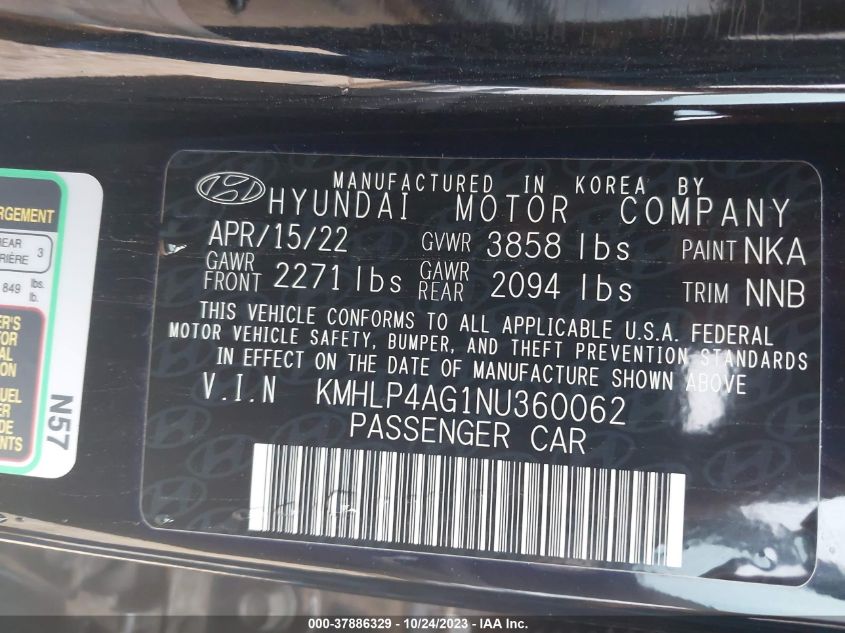 MANUFACTURED IN KOREA BY
HYUNDAI MOTOR COMPANY
APR/15/22 GVWR 3858 lbs PAINT NKA
GAWR FRONT 2271 lbs GAWR REAR 2094 lbs TRIM NNB
THIS VEHICLE CONFORMS TO ALL APPLICABLE U.S.A. FEDERAL
MOTOR VEHICLE SAFETY, BUMPER, AND THEFT PREVENTION STANDARDS
IN EFFECT ON THE DATE OF MANUFACTURE SHOWN ABOVE
V.I.N KMHLP4AG1NU360062
PASSENGER CAR
REAR 3
849 lbs.
lb.
N57
000-37886329 - 10/24/2023 - IAA Inc.